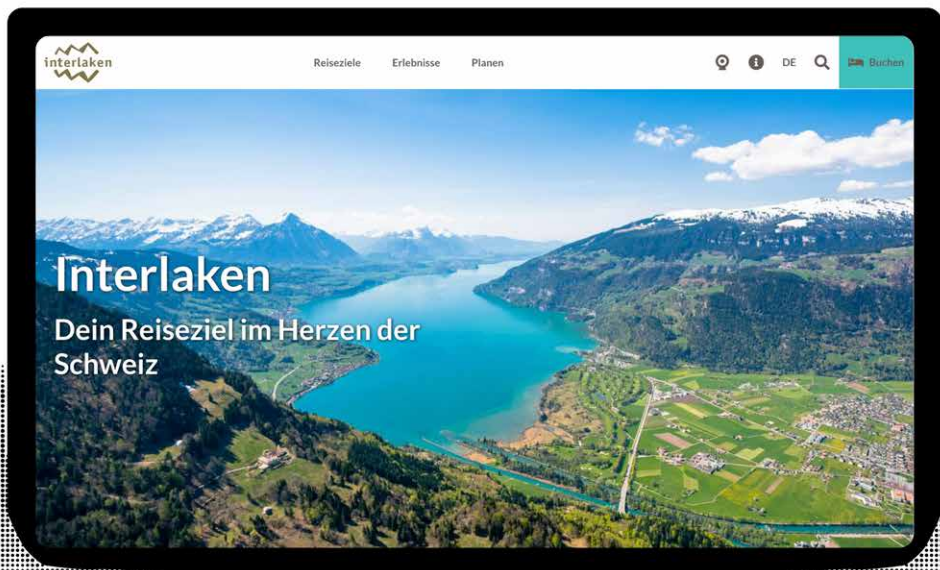 interlaken
Reiseziele Erlebnisse Planen
DE
Buchen
Interlaken
Dein Reiseziel im Herzen der
Schweiz